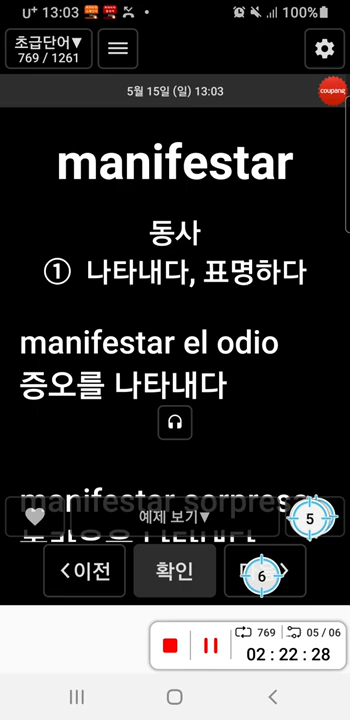 U+ 13:03 100%
초급단어▼
769 / 1261
5월 15일 (일) 13:03
coupang
manifestar
동사
① 나타내다, 표명하다
manifestar el odio
증오를 나타내다
manifestar sorpresa
예제 보기▼
5
이전
확인
6
769 05 / 06
02 : 22 : 28